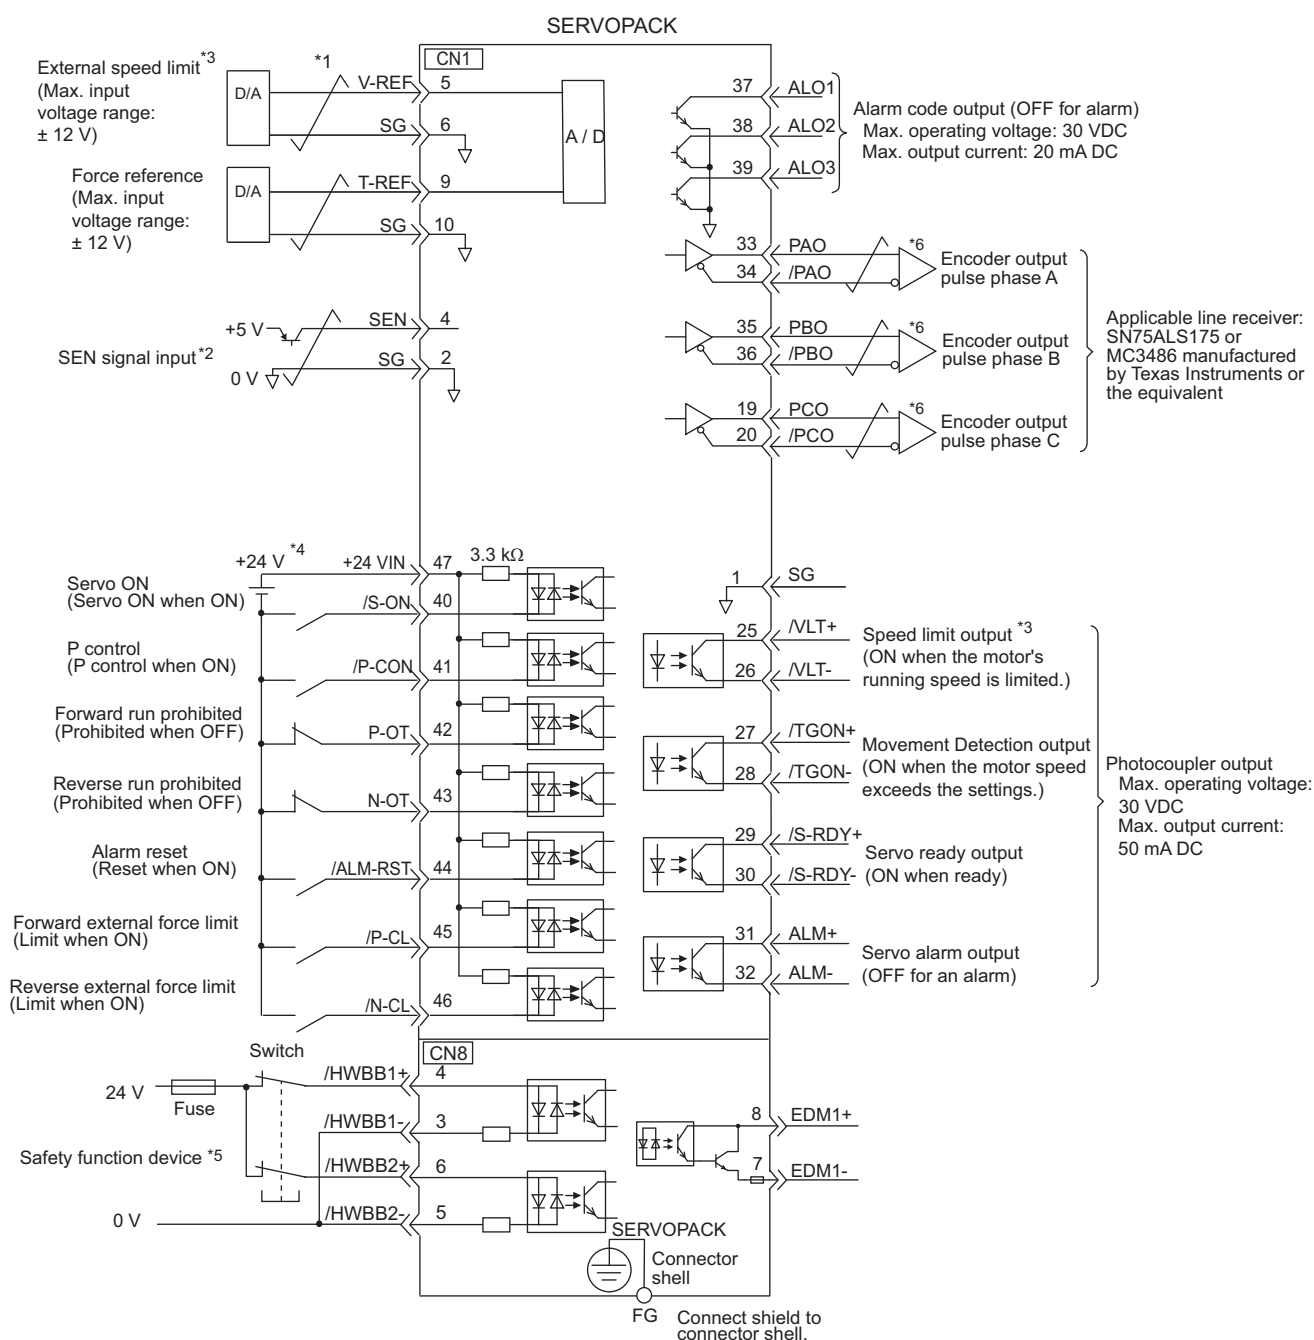 SERVOPACK
CN1
External speed limit*3
(Max. input
voltage range:
± 12 V)
D/A
*1
V-REF
5
SG
6
A / D
Force reference
(Max. input
voltage range:
± 12 V)
D/A
T-REF
9
SG
10
+5 V
SEN
4
SEN signal input*2
SG
2
0 V
37
ALO1
38
ALO2
39
ALO3
Alarm code output (OFF for alarm)
Max. operating voltage: 30 VDC
Max. output current: 20 mA DC
33
PAO
34
/PAO
*6
Encoder output
pulse phase A
35
PBO
36
/PBO
*6
Encoder output
pulse phase B
19
PCO
20
/PCO
*6
Encoder output
pulse phase C
Applicable line receiver:
SN75ALS175 or
MC3486 manufactured
by Texas Instruments or
the equivalent
+24 V *4
+24 VIN
47
3.3 kΩ
Servo ON
(Servo ON when ON)
/S-ON
40
P control
(P control when ON)
/P-CON
41
Forward run prohibited
(Prohibited when OFF)
P-OT
42
Reverse run prohibited
(Prohibited when OFF)
N-OT
43
Alarm reset
(Reset when ON)
/ALM-RST
44
Forward external force limit
(Limit when ON)
/P-CL
45
Reverse external force limit
(Limit when ON)
/N-CL
46
1
SG
25
/VLT+
26
/VLT-
Speed limit output *3
(ON when the motor's
running speed is limited.)
27
/TGON+
28
/TGON-
Movement Detection output
(ON when the motor speed
exceeds the settings.)
29
/S-RDY+
30
/S-RDY-
Servo ready output
(ON when ready)
31
ALM+
32
ALM-
Servo alarm output
(OFF for an alarm)
Photocoupler output
Max. operating voltage:
30 VDC
Max. output current:
50 mA DC
CN8
Switch
24 V
Fuse
/HWBB1+
4
/HWBB1-
3
Safety function device *5
/HWBB2+
6
0 V
/HWBB2-
5
8
EDM1+
7
EDM1-
SERVOPACK
Connector
shell
FG
Connect shield to
connector shell.